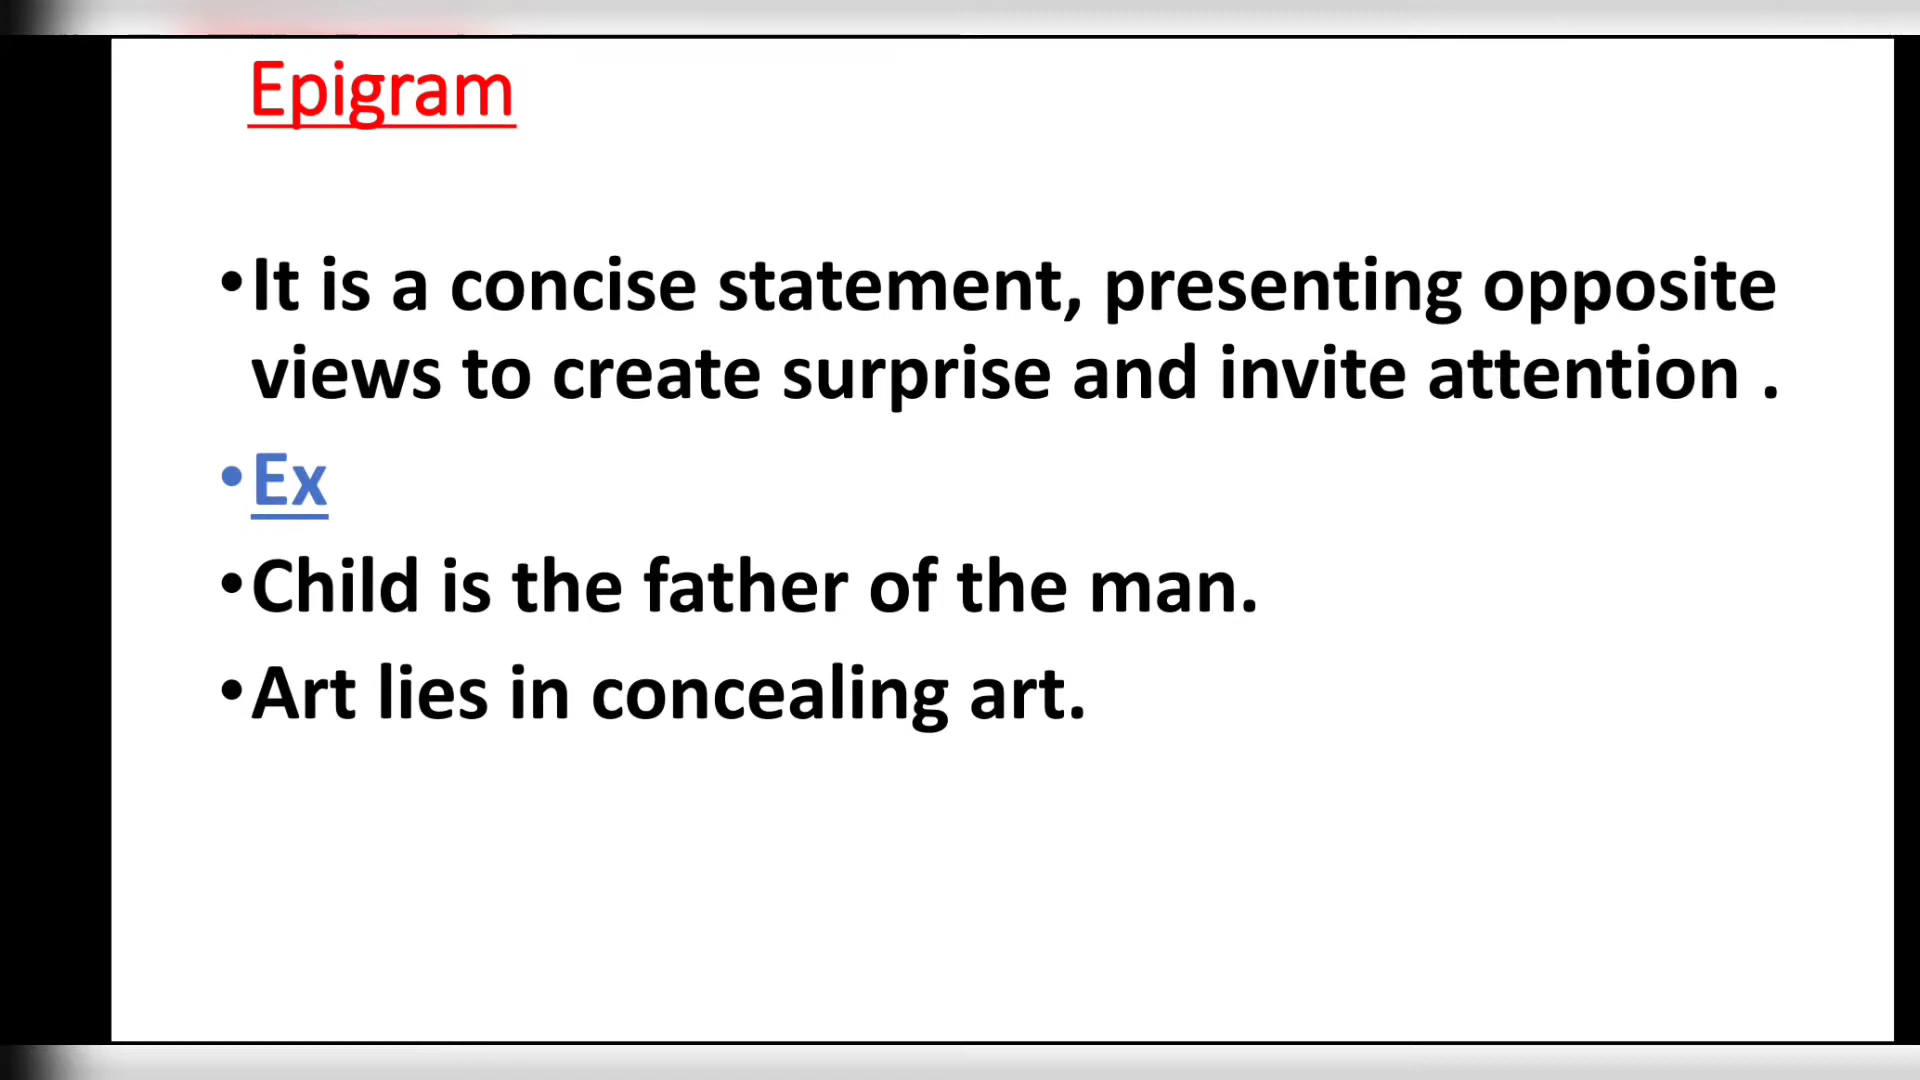 Epigram
•It is a concise statement, presenting opposite
views to create surprise and invite attention .
•Ex
•Child is the father of the man.
•Art lies in concealing art.